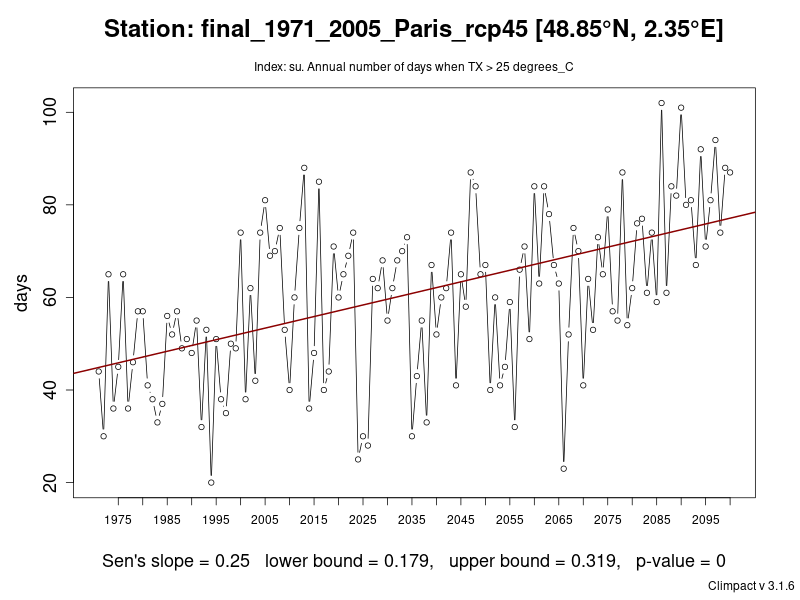 Station: final_1971_2005_Paris_rcp45 [48.85°N, 2.35°E]
Index: su. Annual number of days when TX > 25 degrees_C
days
100
80
60
40
20
1975 1985 1995 2005 2015 2025 2035 2045 2055 2065 2075 2085 2095
Sen's slope = 0.25 lower bound = 0.179, upper bound = 0.319, p-value = 0
Climpact v 3.1.6